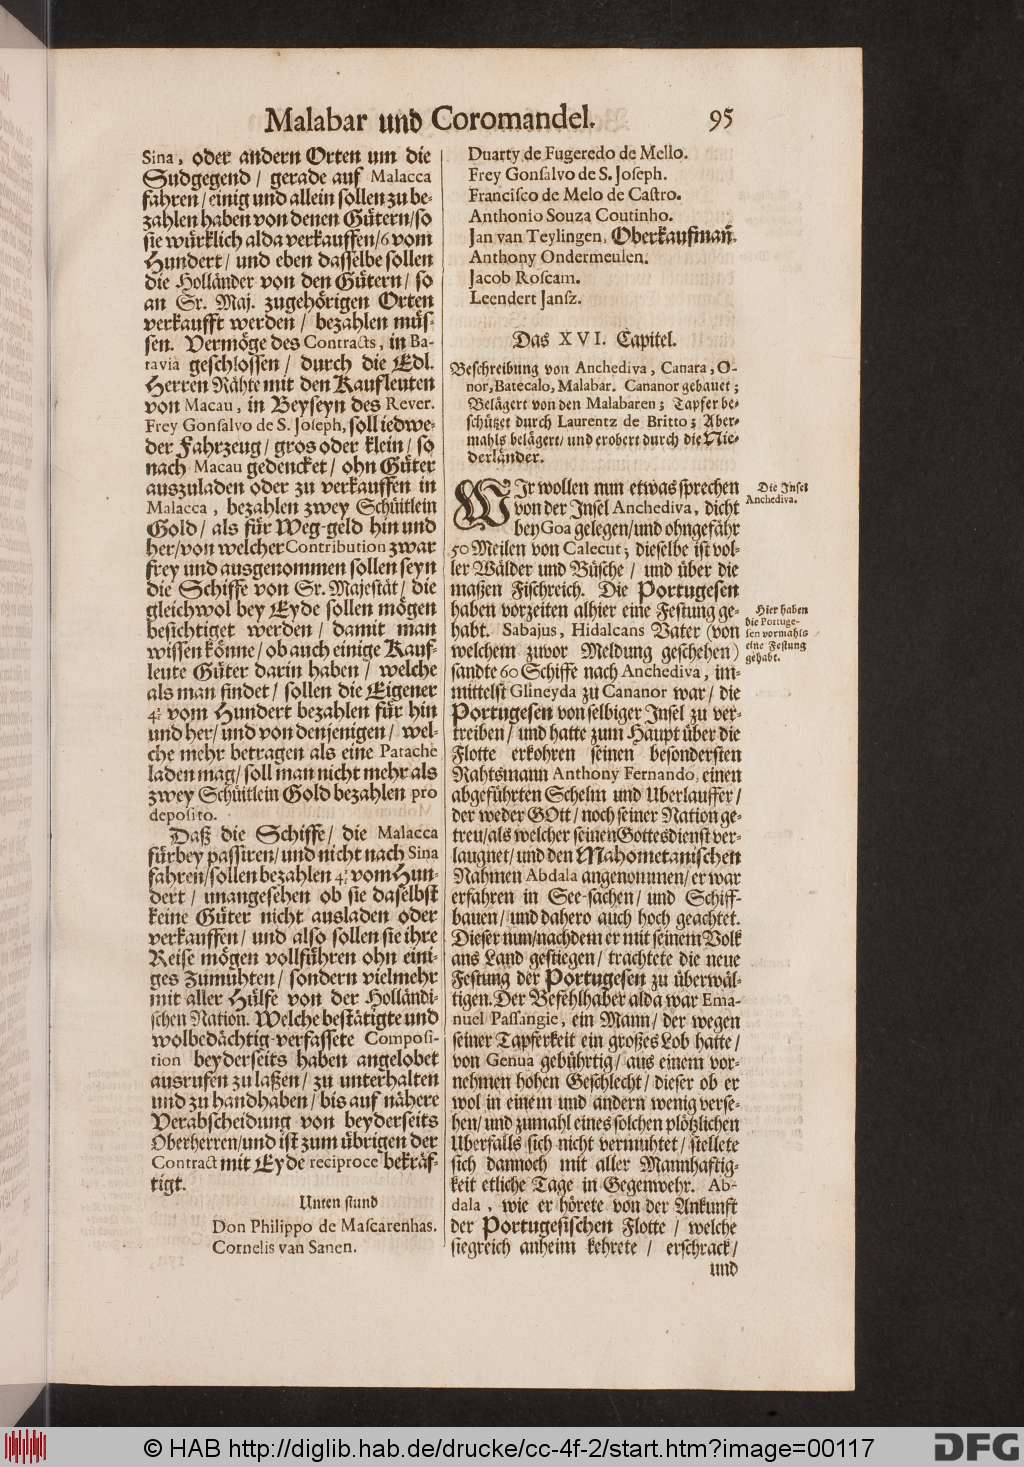 Malabar und Coromandel. 95
Sina, oder andern Orten um die
Sudgegend / gerade auf Malacca
fahren / einig und allein sollen zu be-
zahlen haben von denen Gütern / so
sie würklich alda verkauffen / 6 vom
Hundert / und eben dasselbe sollen
die Holländer von den Gütern / so
an Sr. Maj. zugehörigen Orten
verkaufft werden / bezahlen müs-
sen. Vermöge des Contracts, in Ba-
tavia geschlossen / durch die Edl.
Herren Rähte mit den Kaufleuten
von Macau, in Beyseyn des Rever.
Frey Gonsalvo de S. Joseph, soll iedwe-
der Fahrzeug / gros oder klein / so
nach Macau gedencket / ohn Güter
auszuladen oder zu verkauffen in
Malacca, bezahlen zwey Schüitlein
Gold / als für Weg-geld hin und
her / von welcher Contribution zwar
frey und ausgenommen sollen seyn
die Schiffe von Sr. Majestät / die
gleichwol bey Eyde sollen mögen
besichtiget werden / damit man
wissen könne / ob auch einige Kauf-
leute Güter darin haben / welche
als man findet / sollen die Eigener
4½ vom Hundert bezahlen für hin
und her / und von denjenigen / wel-
che mehr betragen als eine Patache
laden mag / soll man nicht mehr als
zwey Schüitlein Gold bezahlen pro
deposito.
Daß die Schiffe / die Malacca
fürbey passiren / und nicht nach Sina
fahren / sollen bezahlen 4½ vom Hun-
dert / unangesehen ob sie daselbst
keine Güter nicht ausladen oder
verkauffen / und also sollen sie ihre
Reise mögen vollführen ohn eini-
ges Zumühten / sondern vielmehr
mit aller Hülfe von der Holländi-
schen Nation. Welche bestätigte und
wolbedächtig-verfassete Composi-
tion beyderseits haben angelobet
ausrufen zu laßen / zu unterhalten
und zu handhaben / bis auf nähere
Verabscheidung von beyderseits
Oberherren / und ist zum übrigen der
Contract mit Eyde reciproce bekräf-
tigt.
Unten stund
Don Philippo de Mascarenhas.
Cornelis van Sanen.
Duarty de Fugeredo de Mello.
Frey Gonsalvo de S. Joseph.
Francisco de Melo de Castro.
Anthonio Souza Coutinho.
Jan van Teylingen, Oberkaufmañ.
Anthony Ondermeulen.
Jacob Roscam.
Leendert Jansz.
Das XVI. Capitel.
Beschreibung von Anchediva, Canara, O-
nor, Batecalo, Malabar. Cananor gebauet;
Belägert von den Malabaren; Tapfer be-
schützet durch Laurentz de Britto; Aber-
mahls belägert / und erobert durch die Nie-
derländer.
WIr wollen nun etwas sprechen
von der Insel Anchediva, dicht
bey Goa gelegen / und ohngefähr
50 Meilen von Calecut; dieselbe ist vol-
ler Wälder und Büsche / und über die
maßen Fischreich. Die Portugesen
haben vorzeiten alhier eine Festung ge-
habt. Sabajus, Hidalcans Vater (von
welchem zuvor Meldung geschehen)
sandte 60 Schiffe nach Anchediva, im-
mittelst Glineyda zu Cananor war / die
Portugesen von selbiger Insel zu ver-
treiben / und hatte zum Haupt über die
Flotte erkohren seinen besondersten
Rahtsmann Anthony Fernando, einen
abgeführten Schelm und Uberlauffer /
der weder GOtt / noch seiner Nation ge-
treu / als welcher seinen Gottesdienst ver-
laugnet / und den Mahometanischen
Nahmen Abdala angenommen / er war
erfahren in See-sachen / und Schiff-
bauen / und dahero auch hoch geachtet.
Dieser nun / nachdem er mit seinem Volk
ans Land gestiegen / trachtete die neue
Festung der Portugesen zu überwäl-
tigen. Der Befehlhaber alda war Ema-
nuel Passangie, ein Mann / der wegen
seiner Tapferkeit ein großes Lob hatte /
von Genua gebührtig / aus einem vor-
nehmen hohen Geschlecht / dieser ob er
wol in einem und andern wenig verse-
hen / und zumahl eines solchen plötzlichen
Uberfalls sich nicht vermuhtet / stellete
sich dannoch mit aller Mannhaftig-
keit etliche Tage in Gegenwehr. Ab-
dala, wie er hörete von der Ankunft
der Portugesischen Flotte / welche
siegreich anheim kehrete / erschrack /
und
Die Insel
Anchediva.
Hier haben
die Portuge-
sen vormahls
eine Festung
gehabt.
© HAB http://diglib.hab.de/drucke/cc-4f-2/start.htm?image=00117
DFG